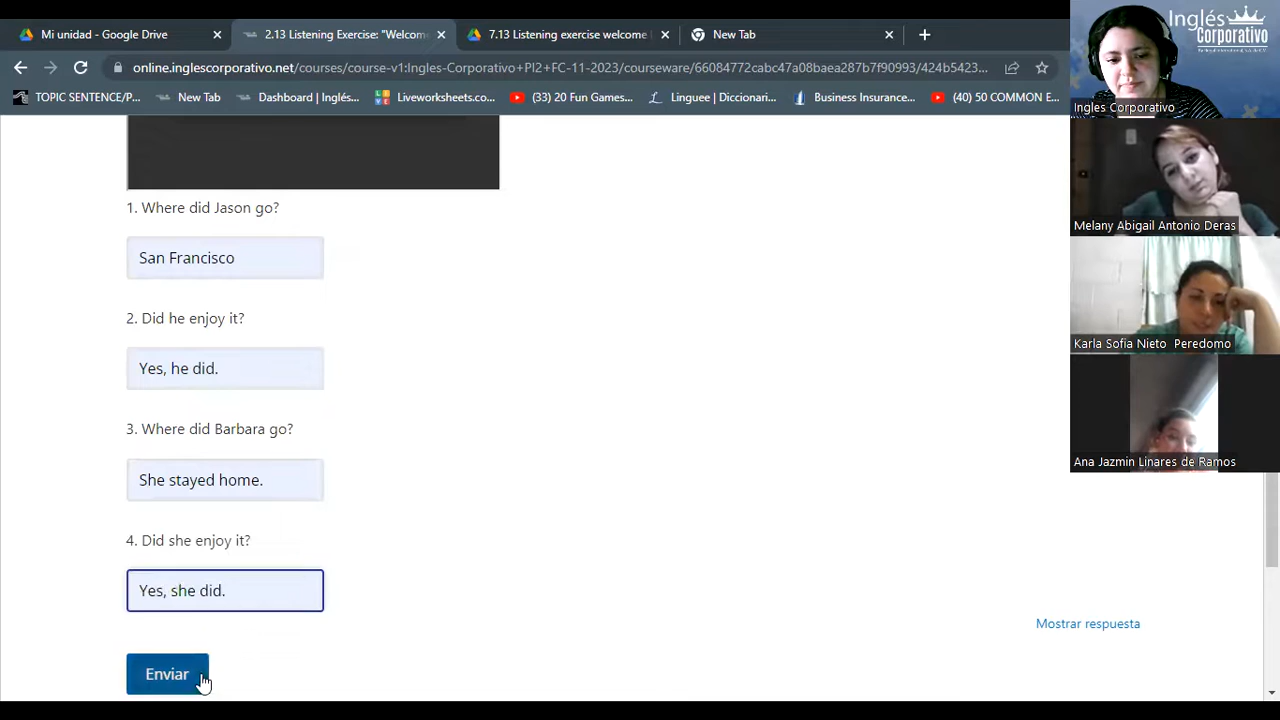 Mi unidad - Google Drive
2.13 Listening Exercise: "Welcom
7.13 Listening exercise welcome
New Tab
online.inglescorporativo.net/courses/course-v1:Ingles-Corporativo+PI2+FC-11-2023/courseware/66084772cabc47a08baea287b7f90993/424b5423...
TOPIC SENTENCE/P...
New Tab
Dashboard | Inglés...
Liveworksheets.co...
(33) 20 Fun Games...
Linguee | Diccionari...
Business Insurance...
(40) 50 COMMON E...
Inglés
Corporativo
Ingles Corporativo
Melany Abigail Antonio Deras
Karla Sofia Nieto Peredomo
Ana Jazmin Linares de Ramos
1. Where did Jason go?
San Francisco
2. Did he enjoy it?
Yes, he did.
3. Where did Barbara go?
She stayed home.
4. Did she enjoy it?
Yes, she did.
Mostrar respuesta
Enviar